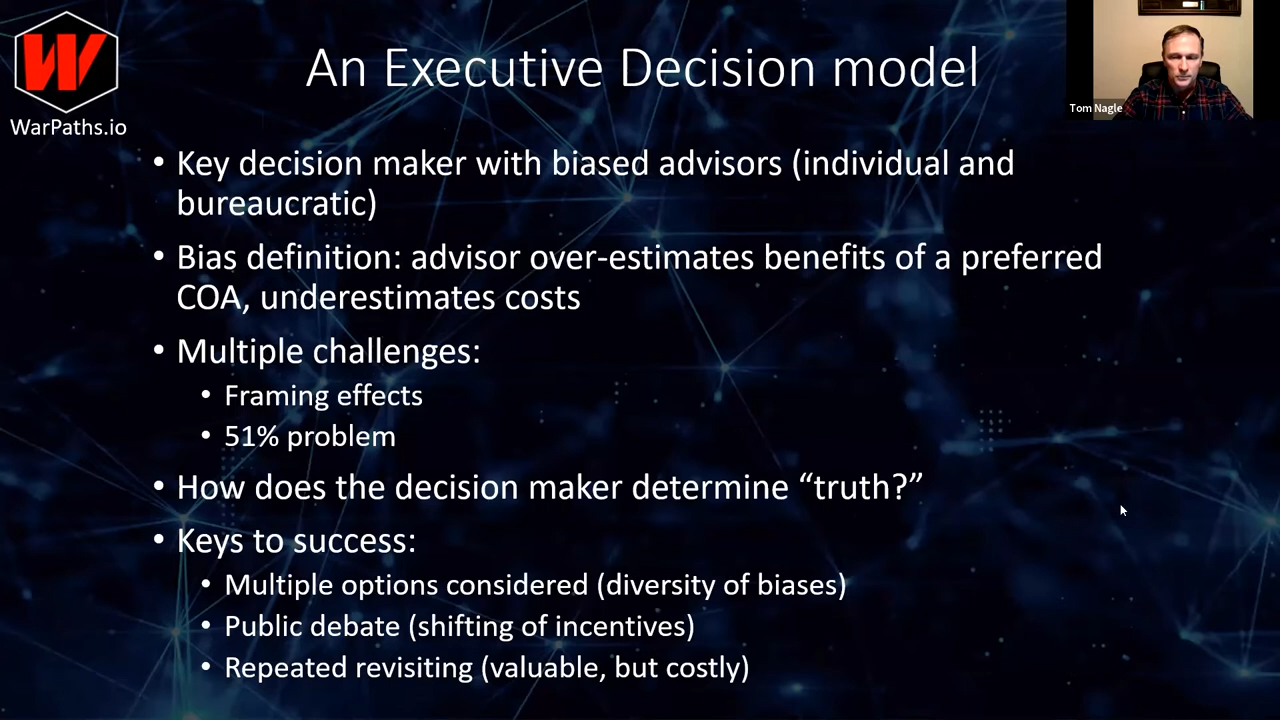 An Executive Decision model
Tom Nagle
WarPaths.io
• Key decision maker with biased advisors (individual and
bureaucratic)
• Bias definition: advisor over-estimates benefits of a preferred
COA, underestimates costs
• Multiple challenges:
• Framing effects
• 51% problem
• How does the decision maker determine “truth?”
• Keys to success:
• Multiple options considered (diversity of biases)
• Public debate (shifting of incentives)
• Repeated revisiting (valuable, but costly)